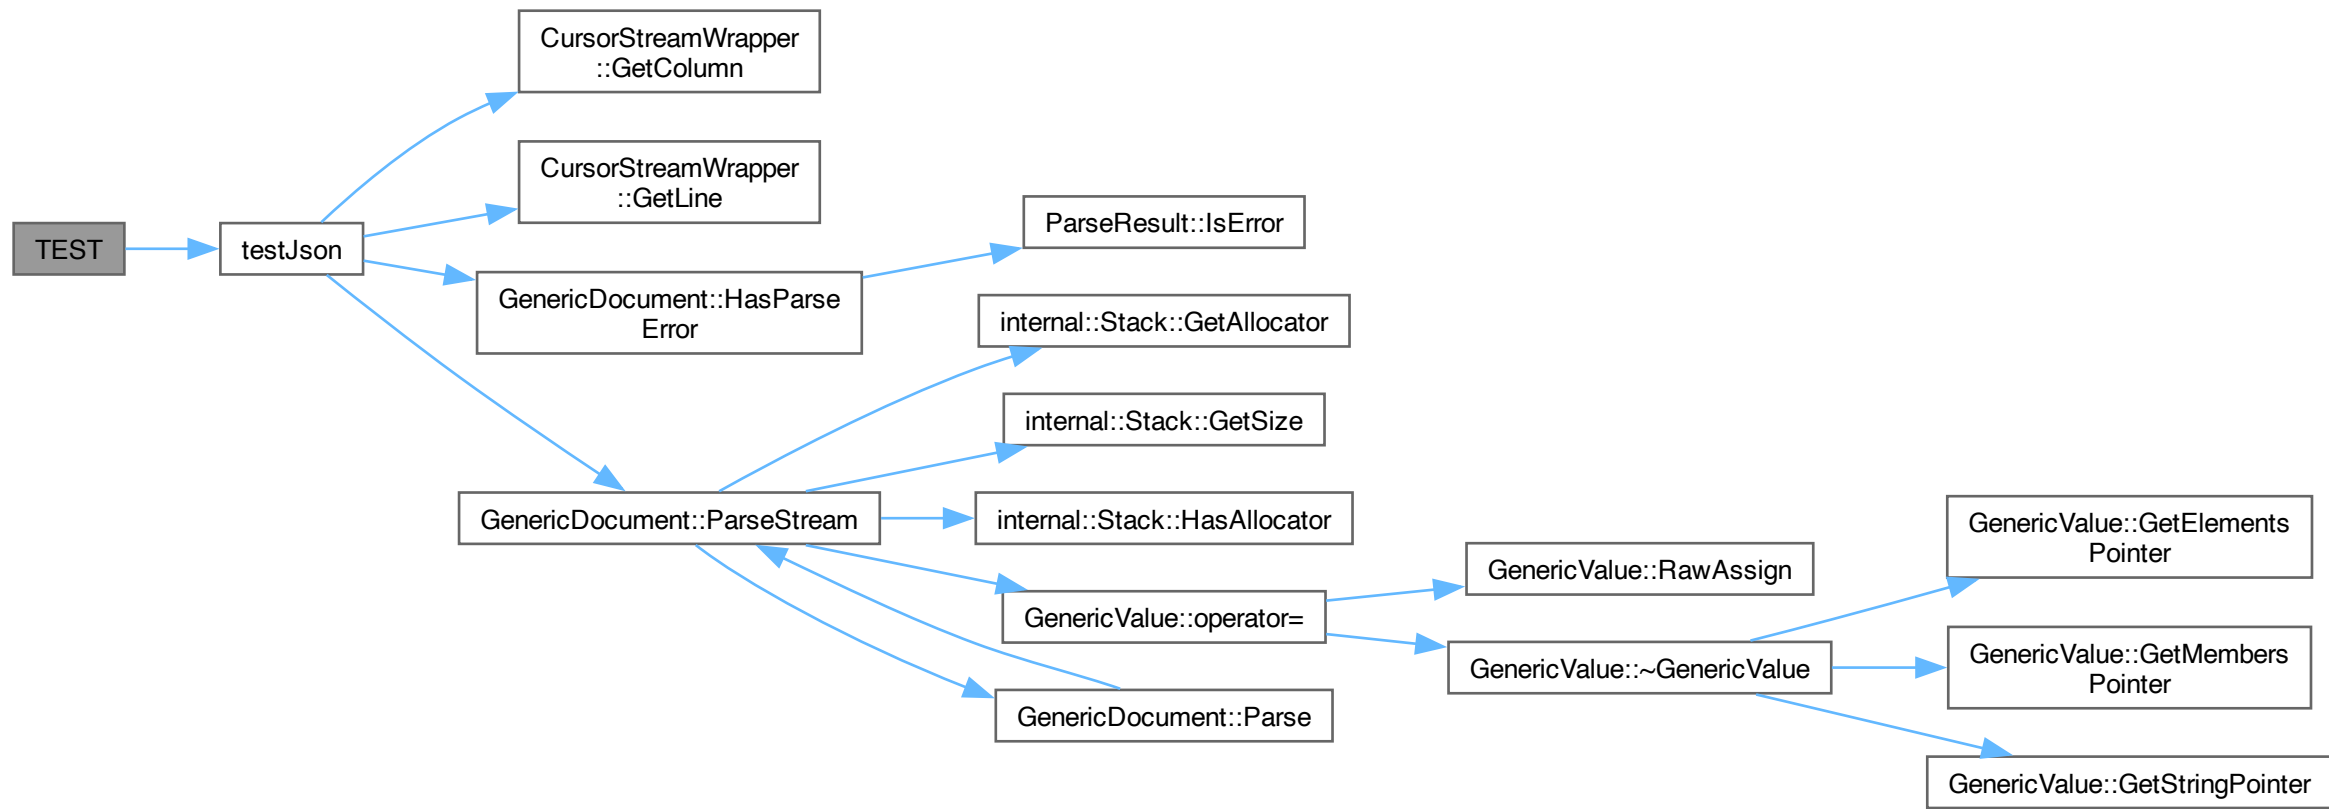 CursorStreamWrapper
::GetColumn
CursorStreamWrapper
::GetLine
TEST
testJson
ParseResult::IsError
GenericDocument::HasParse
Error
internal::Stack::GetAllocator
internal::Stack::GetSize
GenericDocument::ParseStream
internal::Stack::HasAllocator
GenericValue::GetElements
Pointer
GenericValue::RawAssign
GenericValue::operator=
GenericValue::~GenericValue
GenericValue::GetMembers
Pointer
GenericDocument::Parse
GenericValue::GetStringPointer